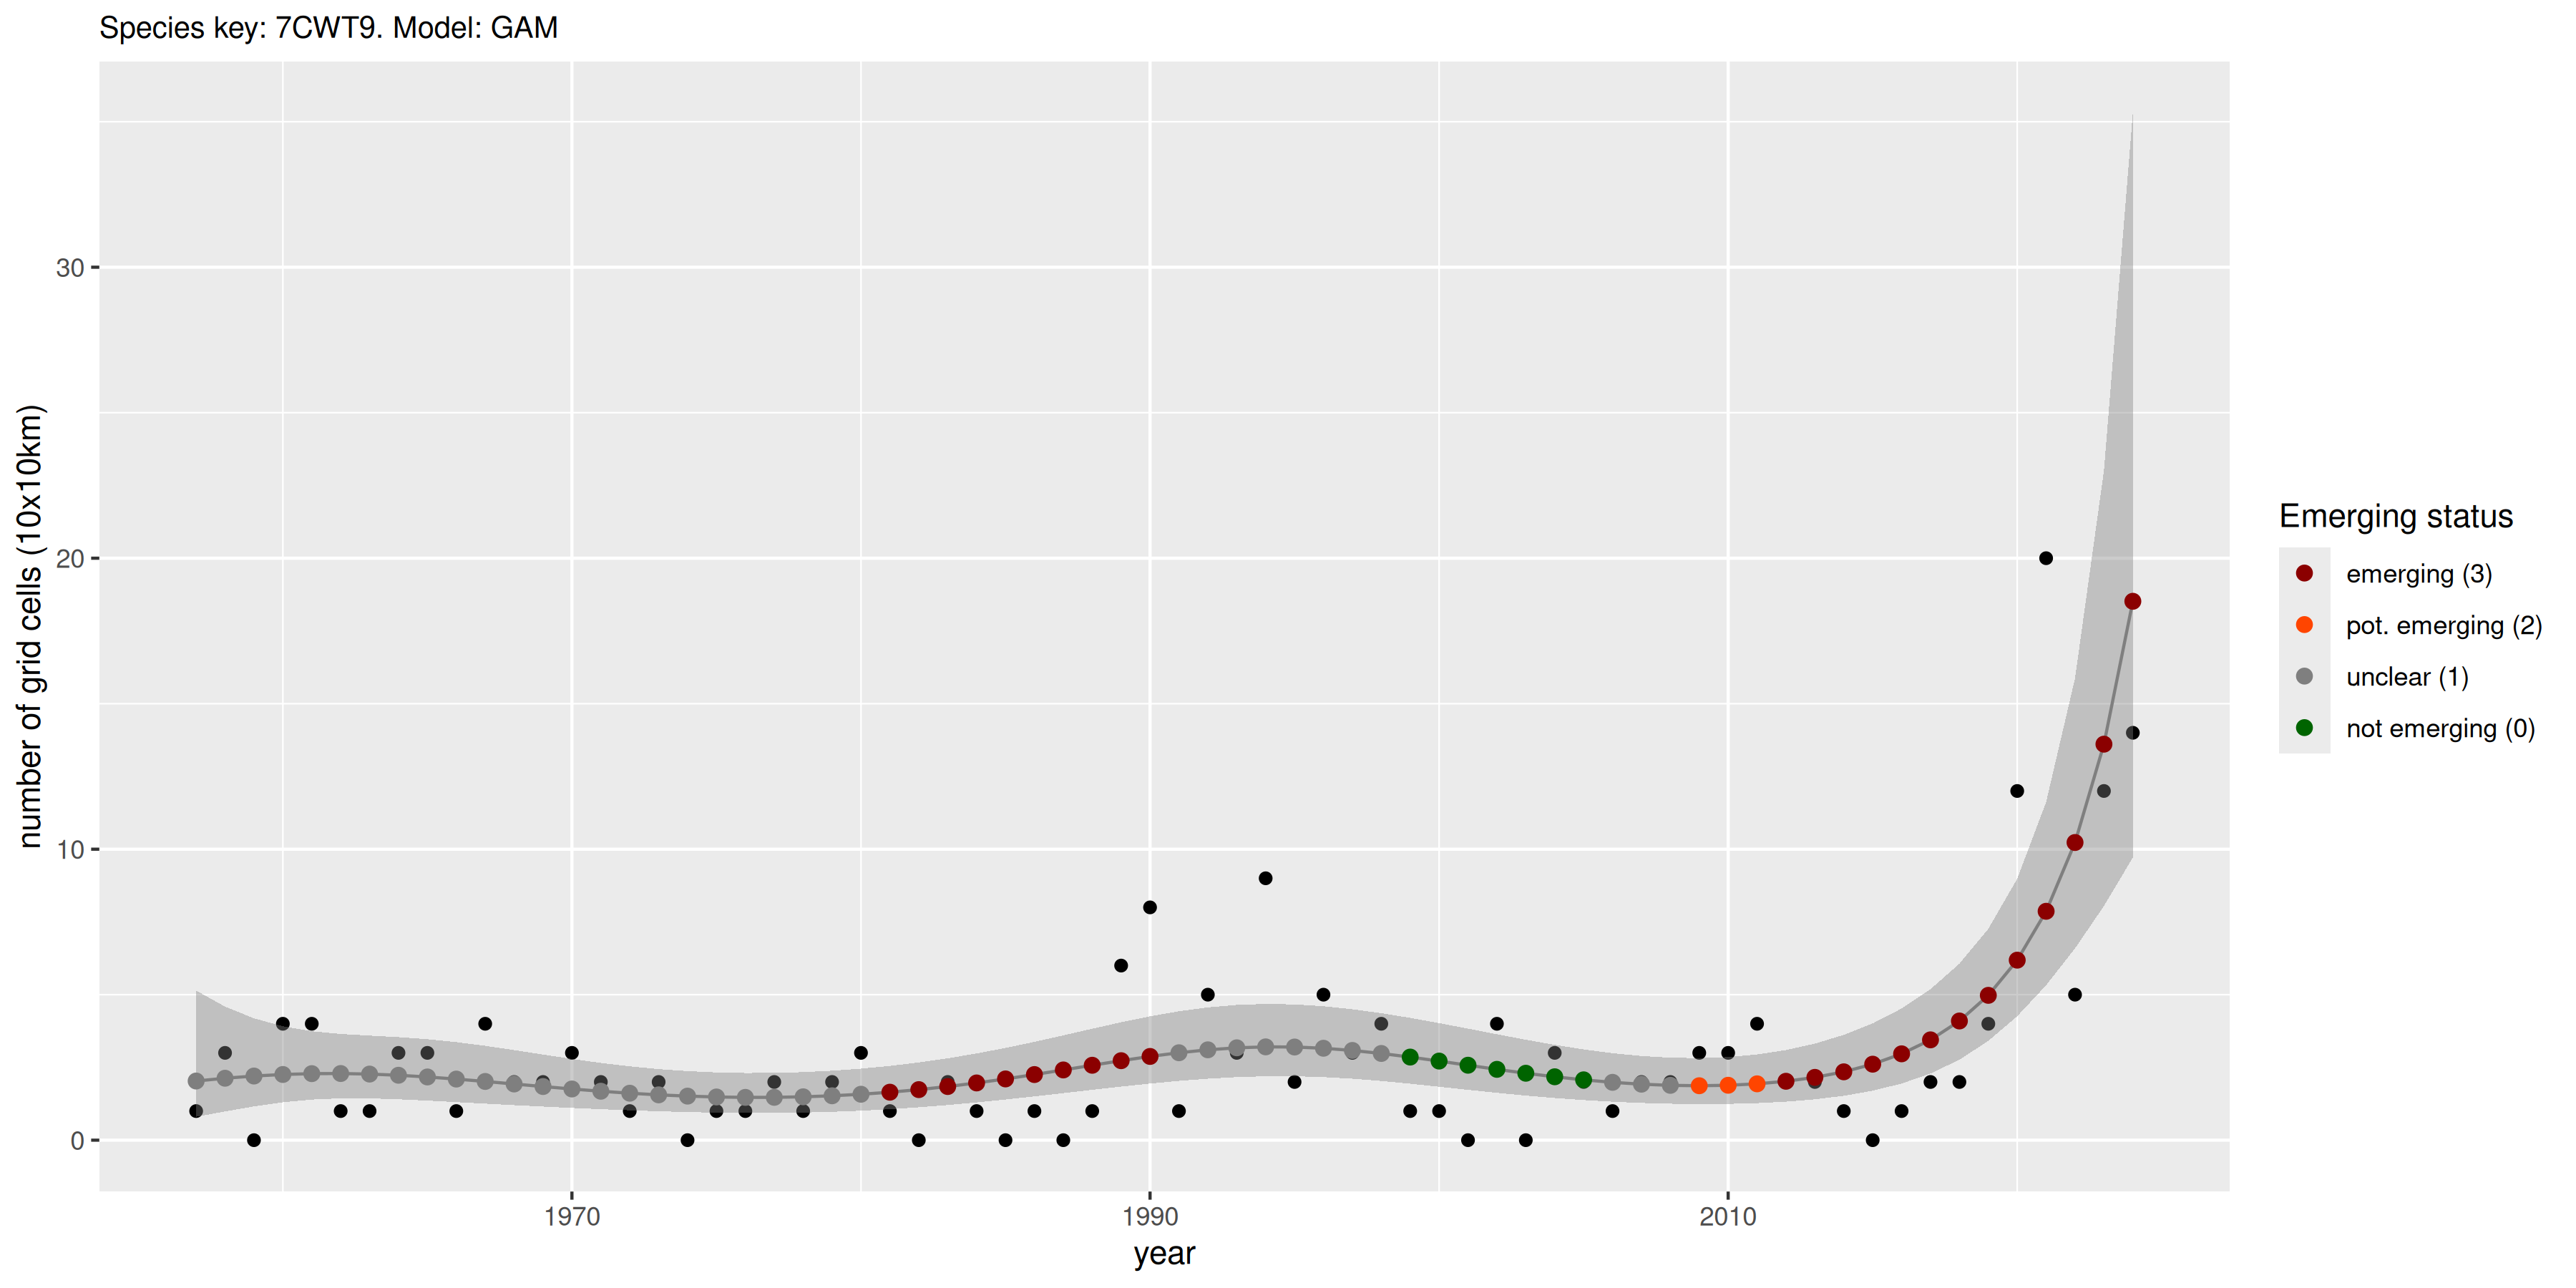 Species key: 7CWT9. Model: GAM
number of grid cells (10x10km)
30
20
10
0
1970
1990
2010
year
Emerging status
emerging (3)
pot. emerging (2)
unclear (1)
not emerging (0)